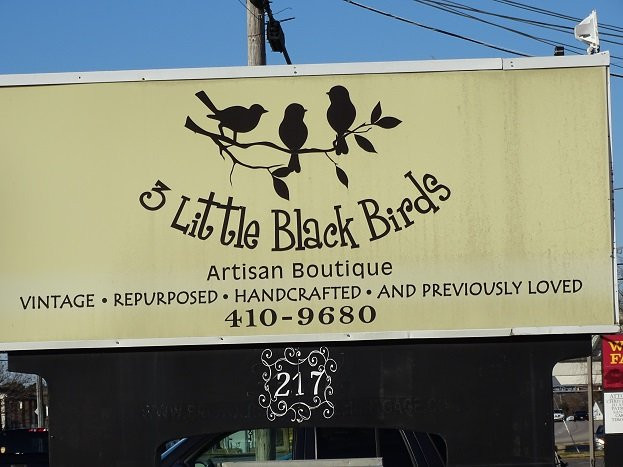 3 Little Black Birds
Artisan Boutique
VINTAGE • REPURPOSED • HANDCRAFTED • AND PREVIOUSLY LOVED
410-9680
217